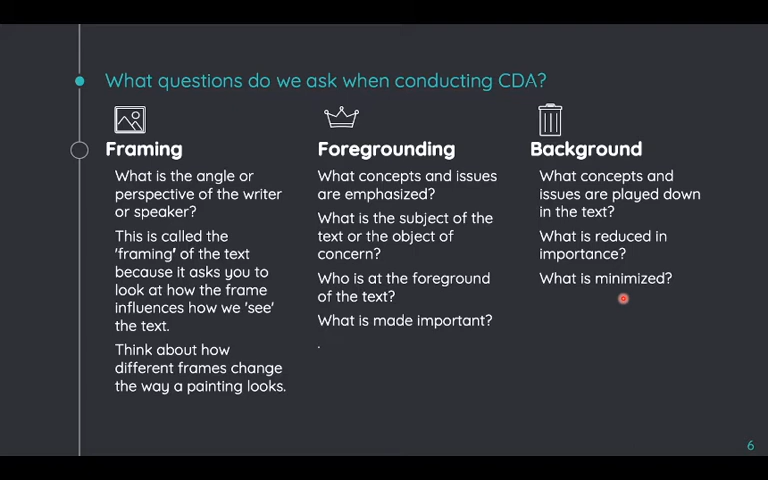 What questions do we ask when conducting CDA?
Framing
What is the angle or
perspective of the writer
or speaker?
This is called the
'framing' of the text
because it asks you to
look at how the frame
influences how we 'see'
the text.
Think about how
different frames change
the way a painting looks.
Foregrounding
What concepts and issues
are emphasized?
What is the subject of the
text or the object of
concern?
Who is at the foreground
of the text?
What is made important?
.
Background
What concepts and
issues are played down
in the text?
What is reduced in
importance?
What is minimized?
6